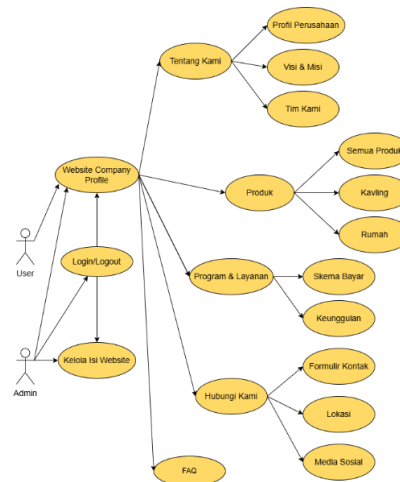 Profil Perusahaan
Tentang Kami
Visi & Misi
Tim Kami
Semua Produk
Website Company
Profile
Produk
Kavling
Rumah
User
Login/Logout
Program & Layanan
Skema Bayar
Keunggulan
Kelola Isi Website
Admin
Formulir Kontak
Hubungi Kami
Lokasi
Media Sosial
FAQ